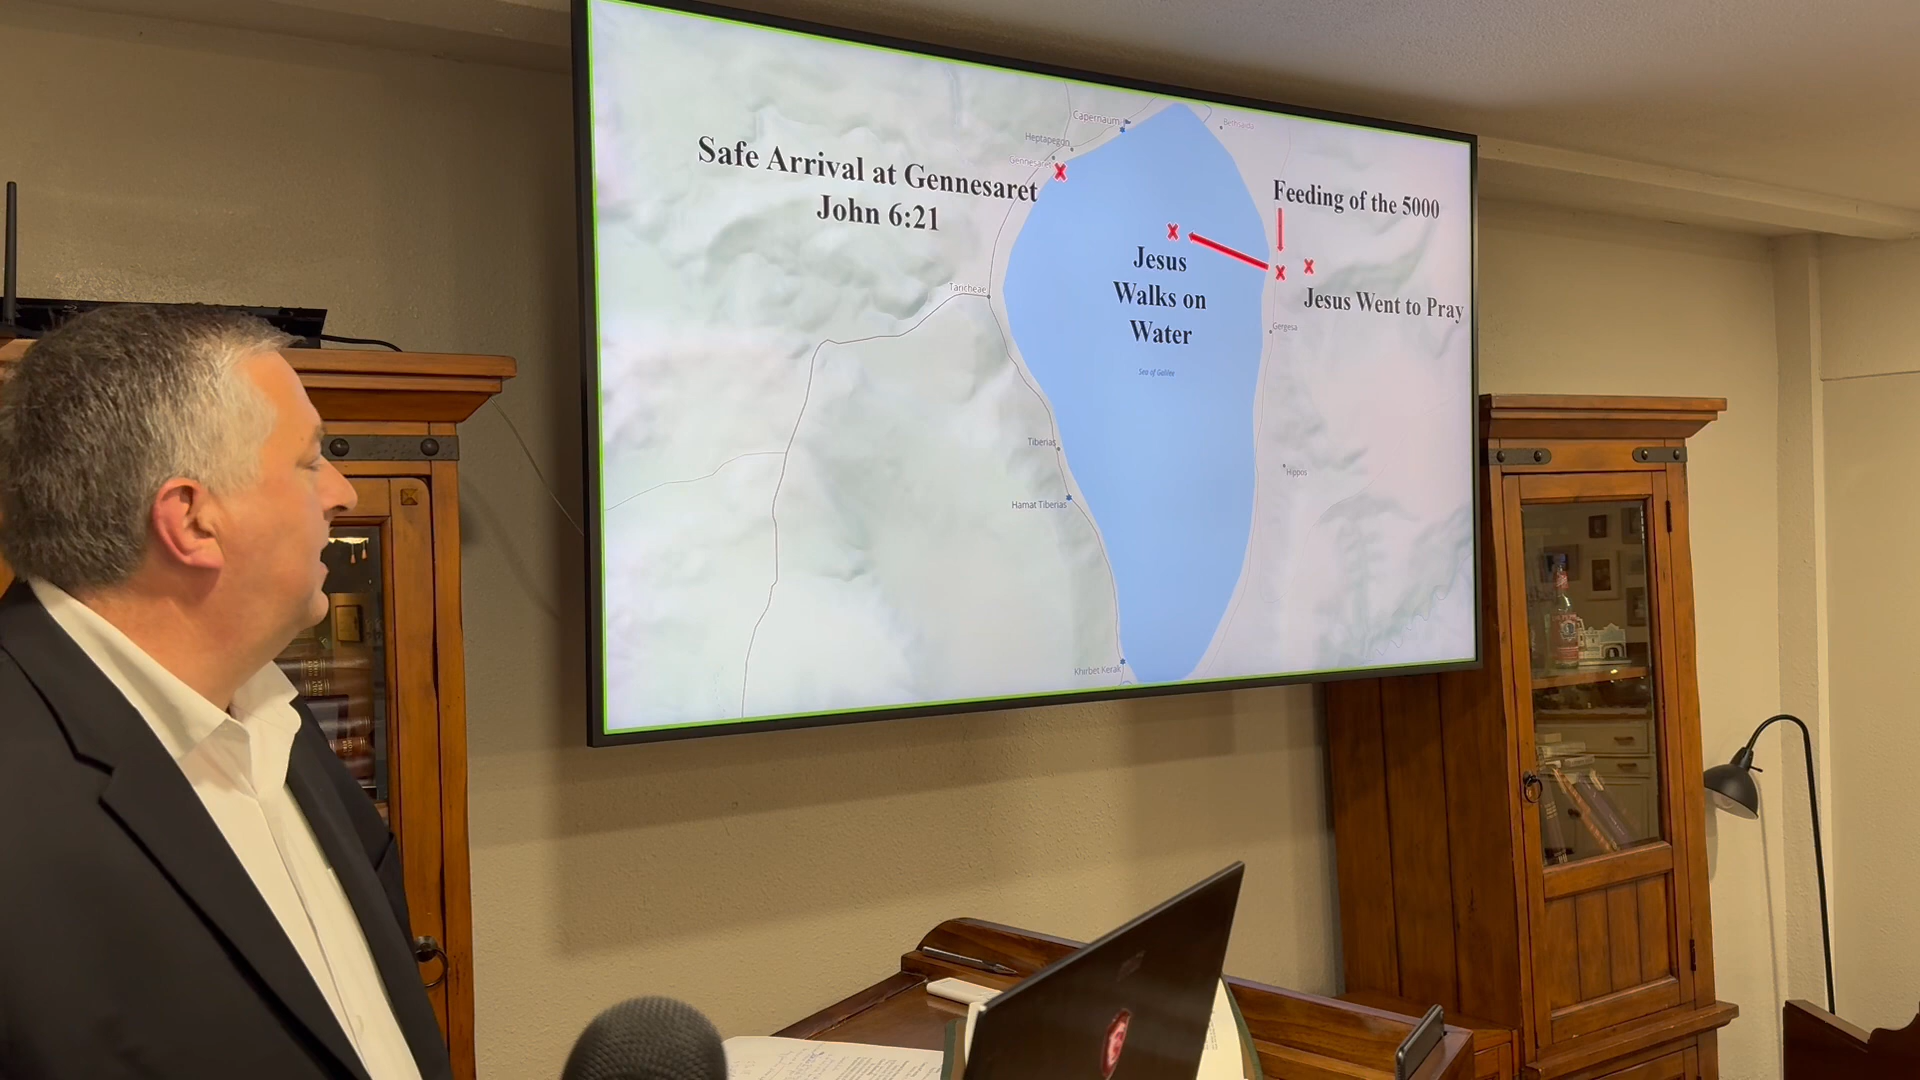 Capernaum
Bethsaida
Heptapegon
Gennesaret
Safe Arrival at Gennesaret
John 6:21
Feeding of the 5000
Jesus
Walks on
Water
Jesus Went to Pray
Taricheae
Gergesa
Sea of Galilee
Tiberias
Hippos
Hamat Tiberias
Khirbet Kerak